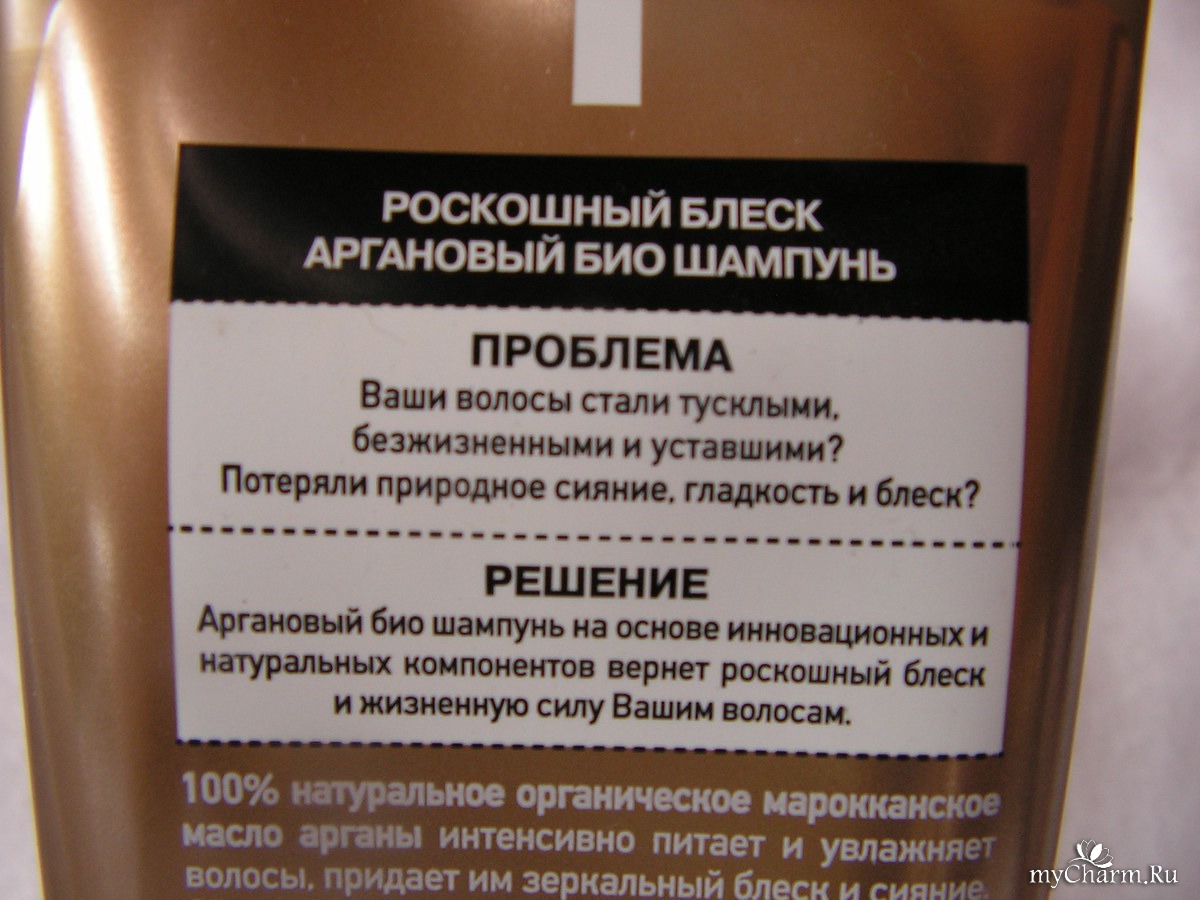 РОСКОШНЫЙ БЛЕСК
АРГАНОВЫЙ БИО ШАМПУНЬ
ПРОБЛЕМА
Ваши волосы стали тусклыми,
безжизненными и уставшими?
Потеряли природное сияние, гладкость и блеск?
РЕШЕНИЕ
Аргановый био шампунь на основе инновационных и
натуральных компонентов вернет роскошный блеск
и жизненную силу Вашим волосам.
100% натуральное органическое марокканское
масло арганы интенсивно питает и увлажняет
волосы, придает им зеркальный блеск и сияние.
myCharm.Ru